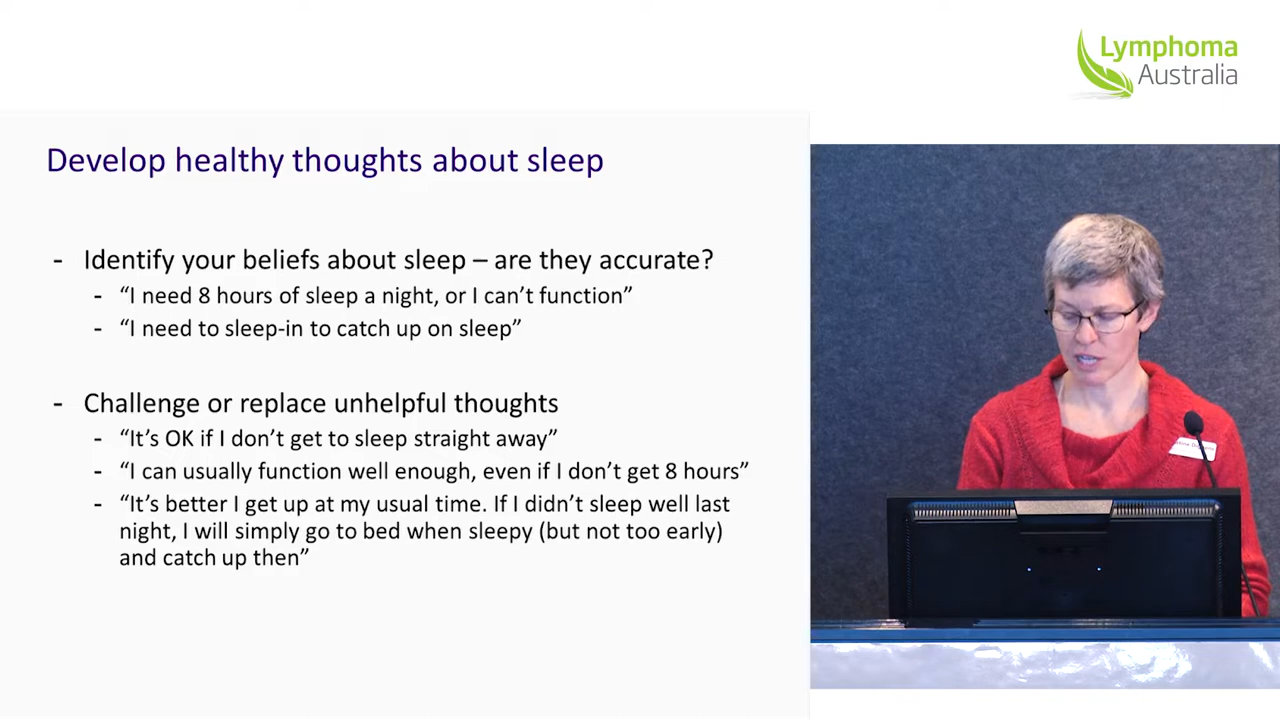 Lymphoma
Australia
Develop healthy thoughts about sleep
- Identify your beliefs about sleep – are they accurate?
- “I need 8 hours of sleep a night, or I can’t function”
- “I need to sleep-in to catch up on sleep”
- Challenge or replace unhelpful thoughts
- “It’s OK if I don’t get to sleep straight away”
- “I can usually function well enough, even if I don’t get 8 hours”
- “It’s better I get up at my usual time. If I didn’t sleep well last
night, I will simply go to bed when sleepy (but not too early)
and catch up then”